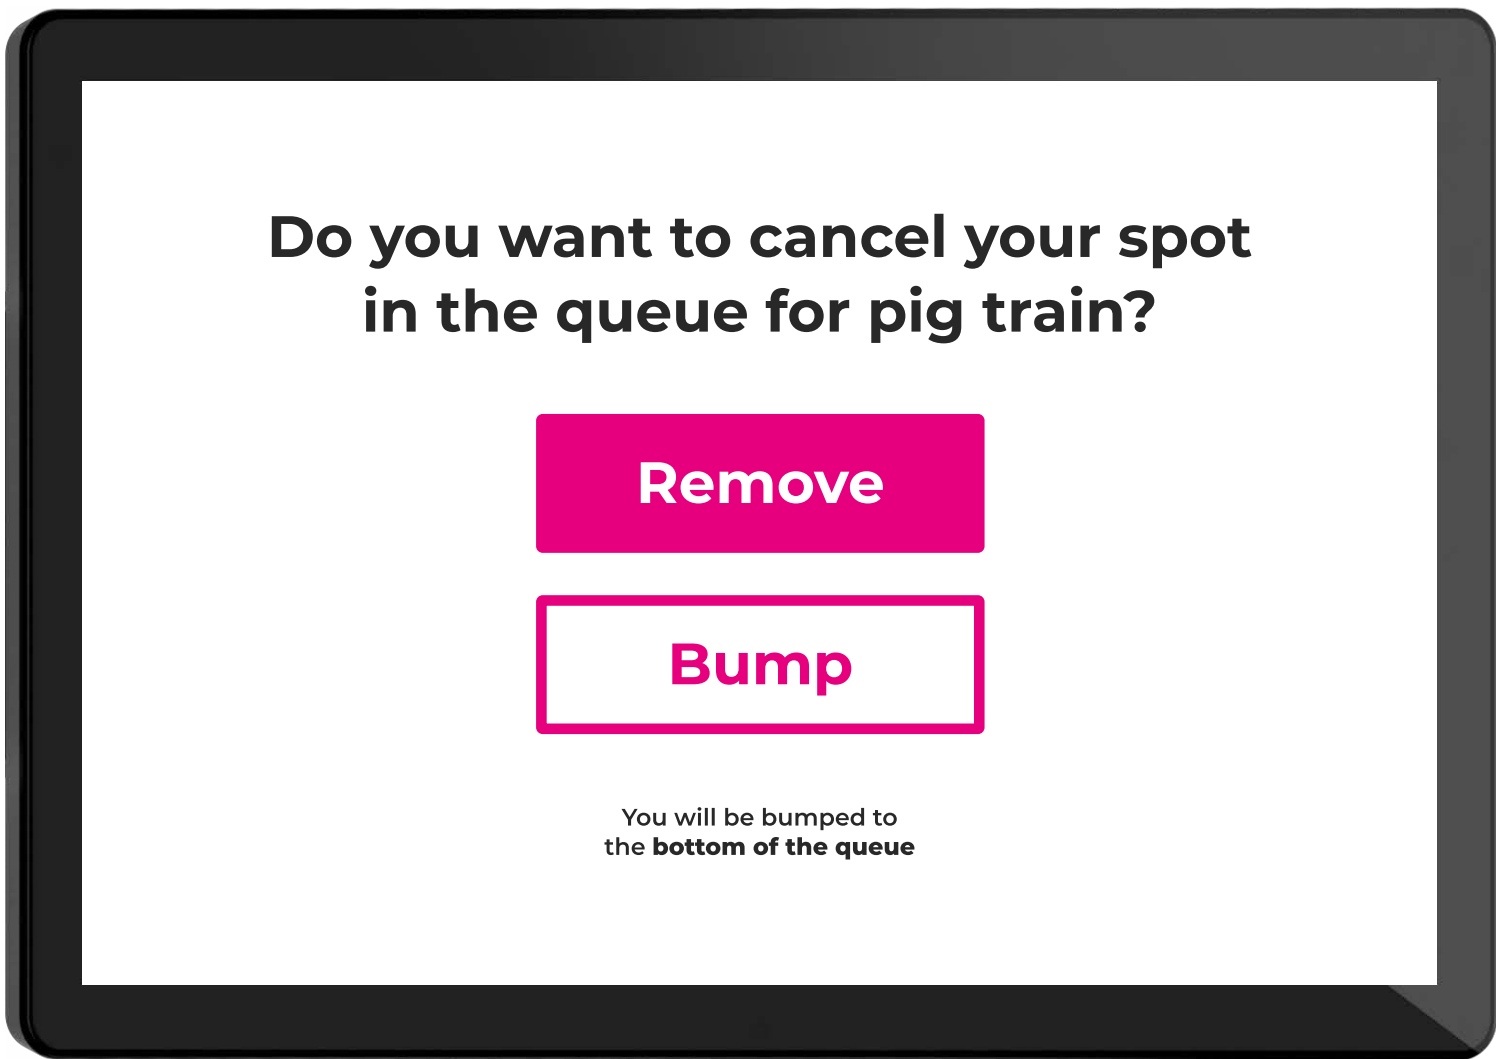 Do you want to cancel your spot
in the queue for pig train?
Remove
Bump
You will be bumped to
the bottom of the queue